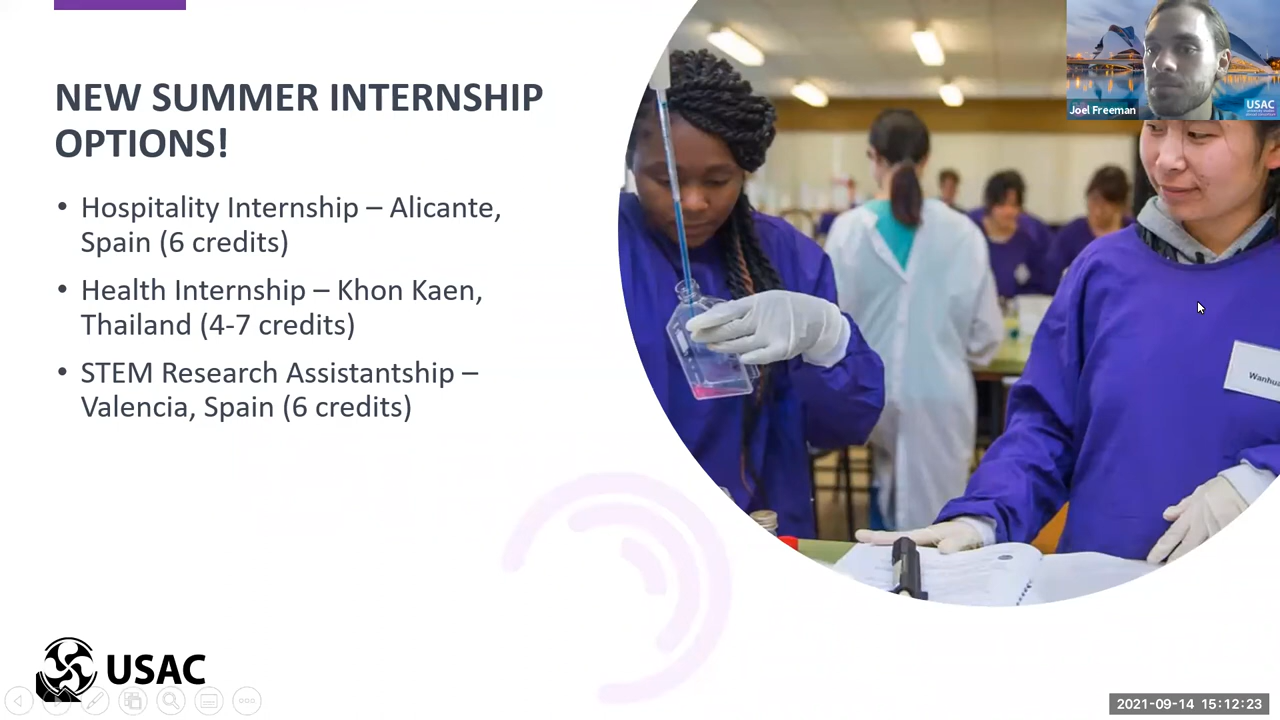 NEW SUMMER INTERNSHIP
OPTIONS!
• Hospitality Internship – Alicante,
Spain (6 credits)
• Health Internship – Khon Kaen,
Thailand (4-7 credits)
• STEM Research Assistantship –
Valencia, Spain (6 credits)
Joel Freeman
USAC
USAC
2021-09-14 15:12:23